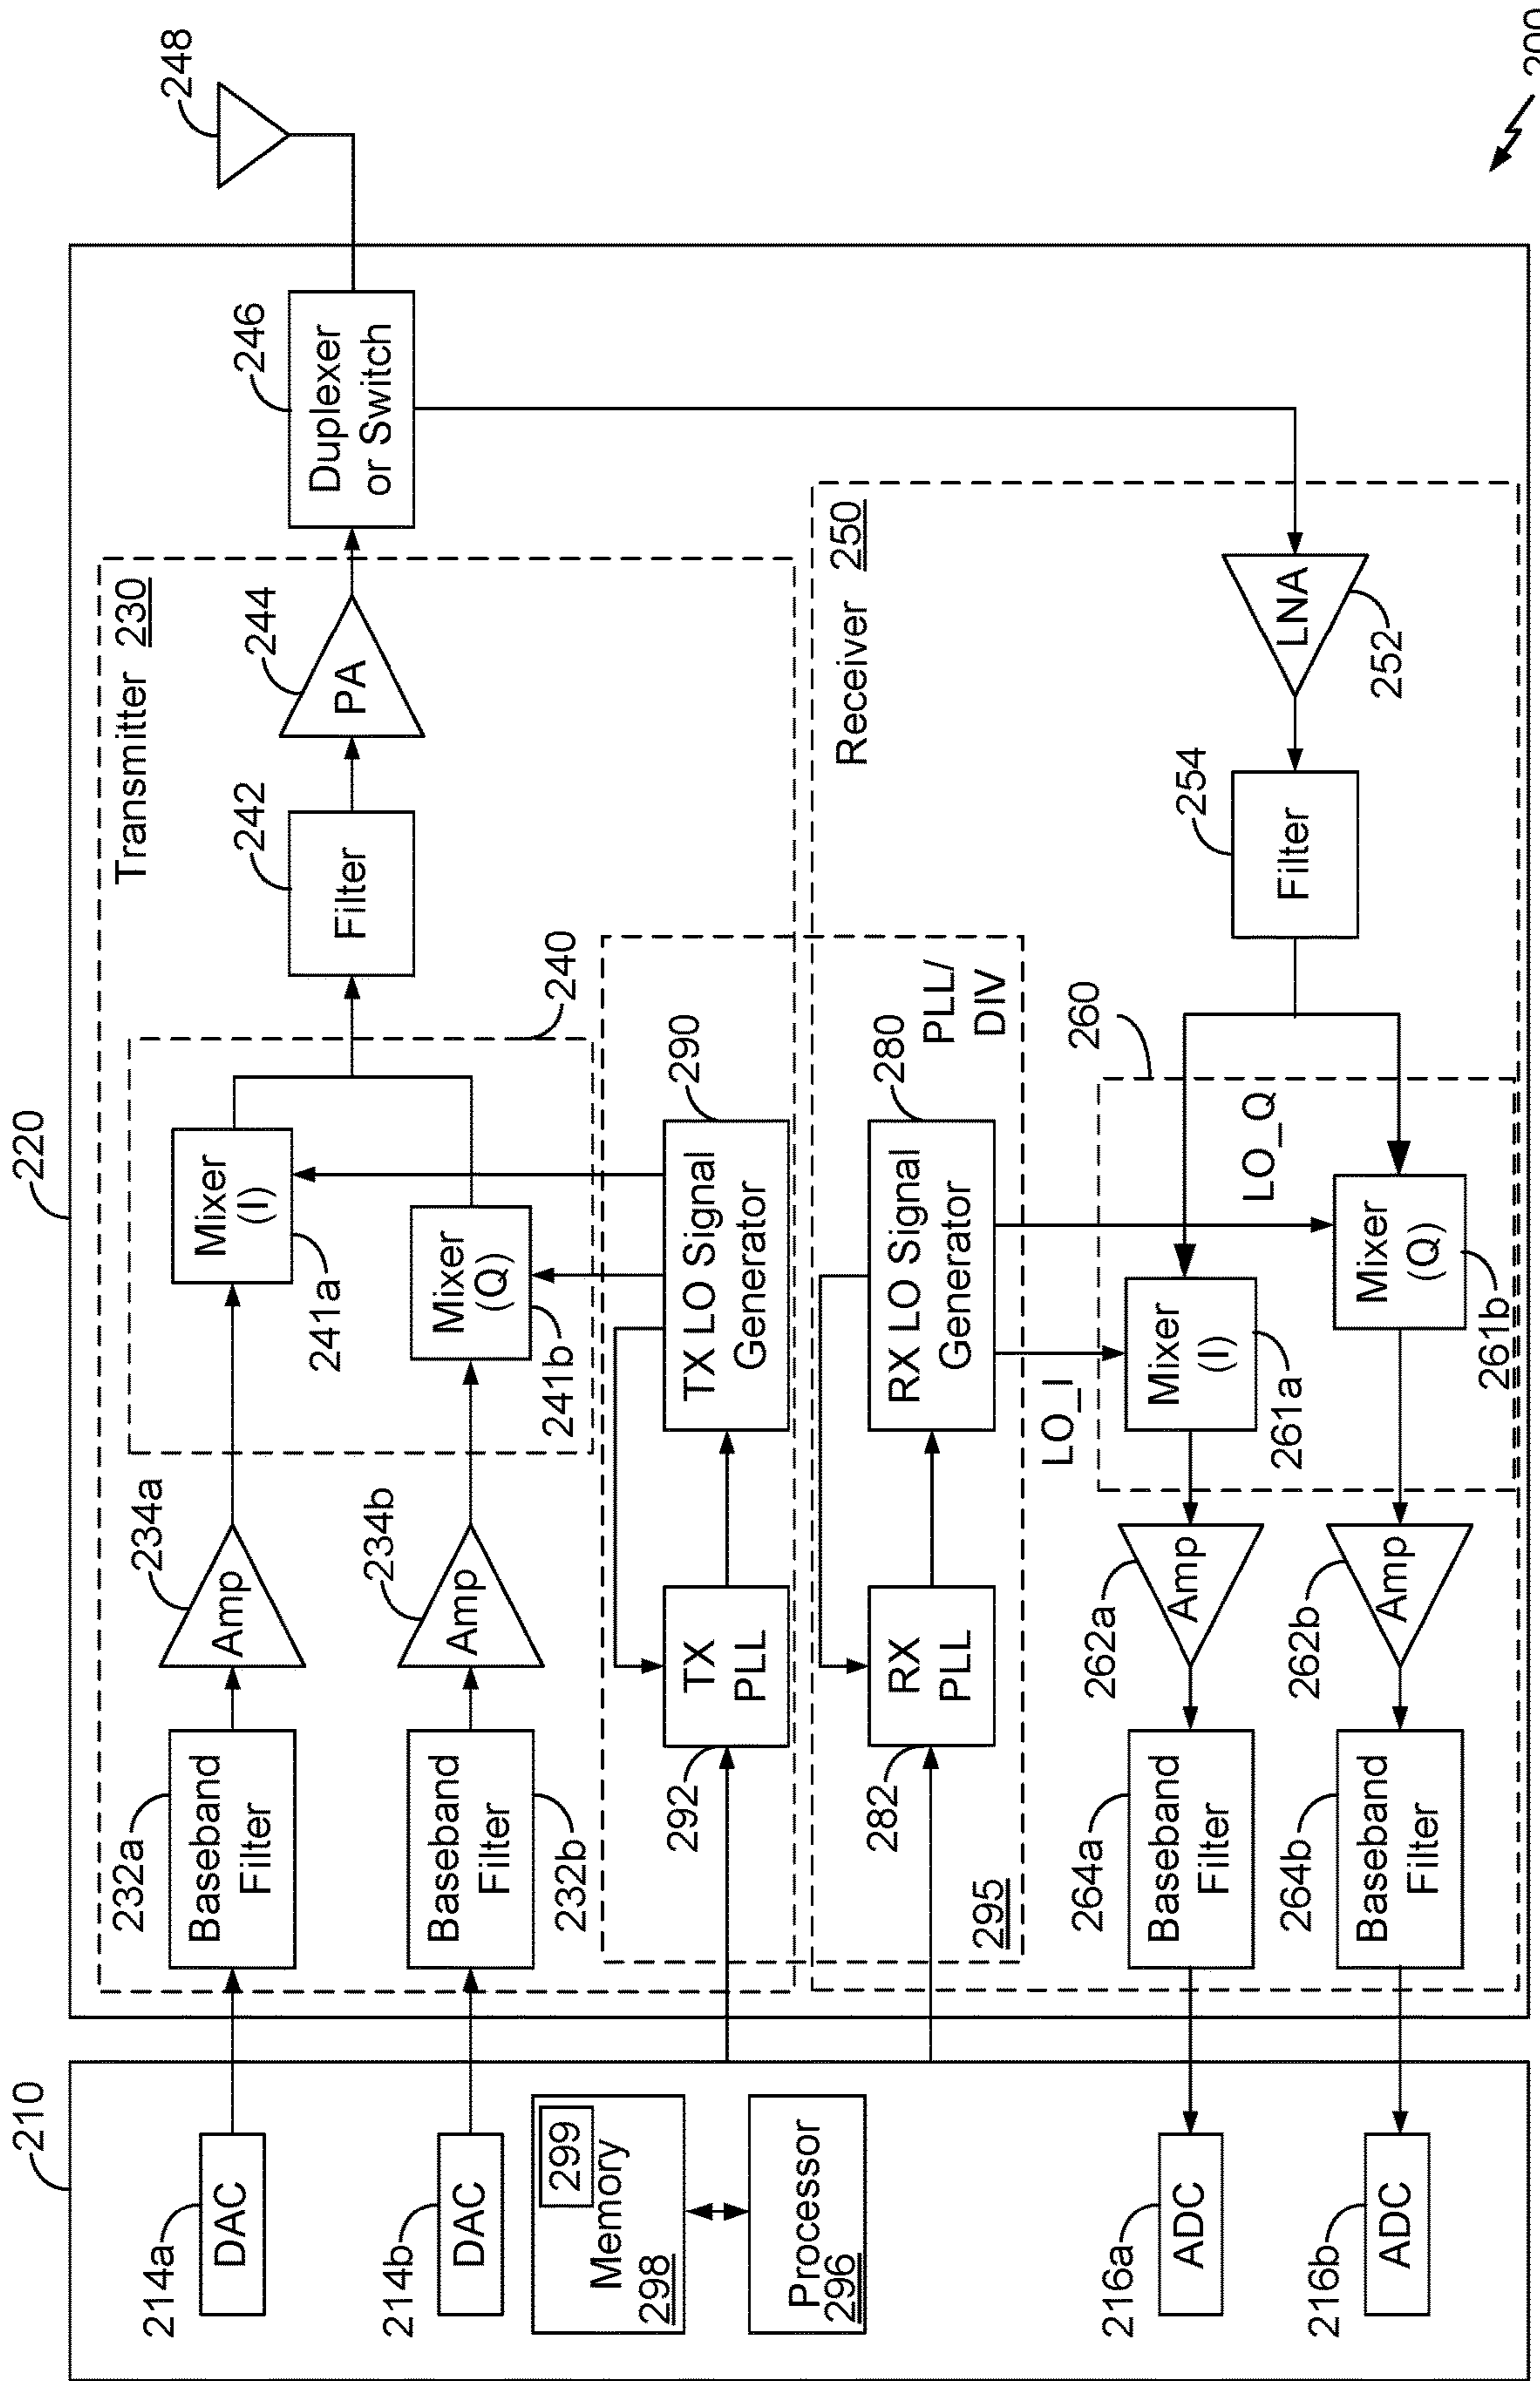 210
220
214a
DAC
214b
DAC
299
Memory
298
Processor
296
216a
ADC
216b
ADC
Transmitter 230
232a
Baseband
Filter
234a
Amp
Mixer
(I)
241a
240
242
Filter
244
PA
246
Duplexer
or Switch
248
Baseband
Filter
232b
234b
Amp
Mixer
(Q)
241b
292
TX
PLL
TX LO Signal
Generator
290
282
RX
PLL
RX LO Signal
Generator
280
PLL/
DIV
295
Receiver 250
LO_I
LO_Q
260
264a
Baseband
Filter
262a
Amp
Mixer
(I)
261a
254
Filter
LNA
252
264b
Baseband
Filter
262b
Amp
Mixer
(Q)
261b
200